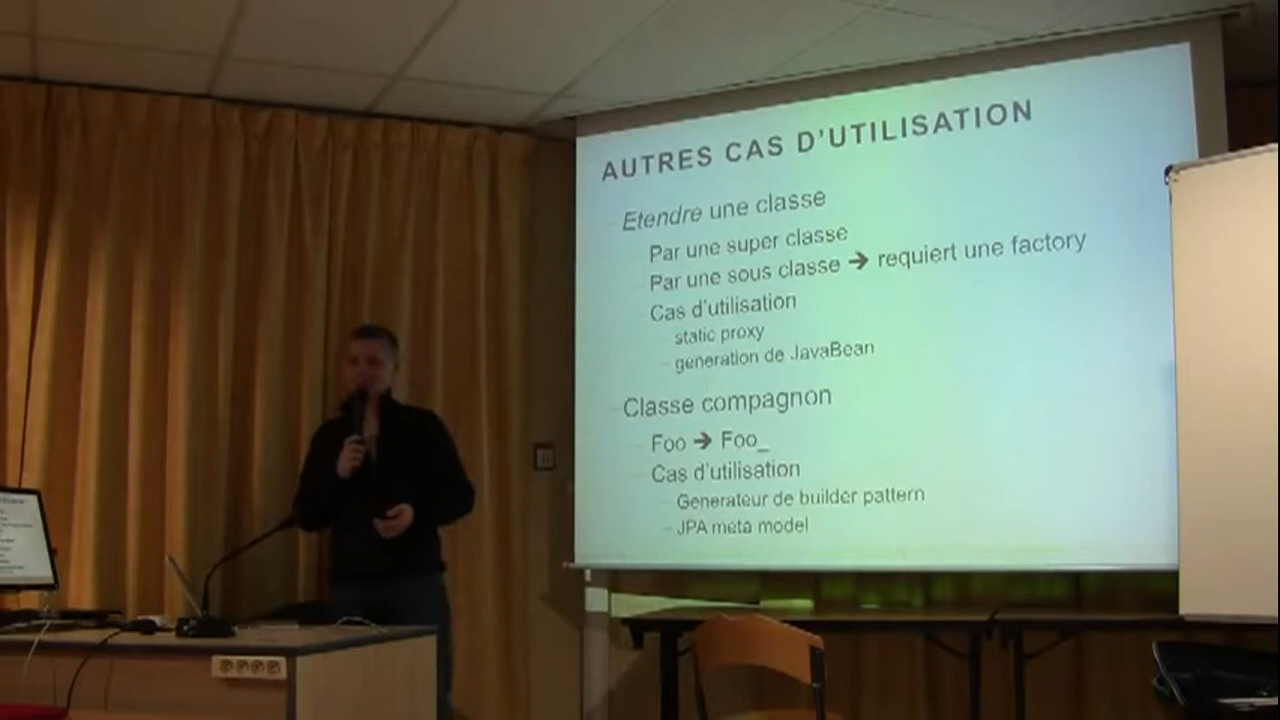 AUTRES CAS D'UTILISATION
Etendre une classe
Par une super classe
Par une sous classe → requiert une factory
Cas d'utilisation
static proxy
generation de JavaBean
Classe compagnon
Foo → Foo_
Cas d'utilisation
Generateur de builder pattern
JPA meta model